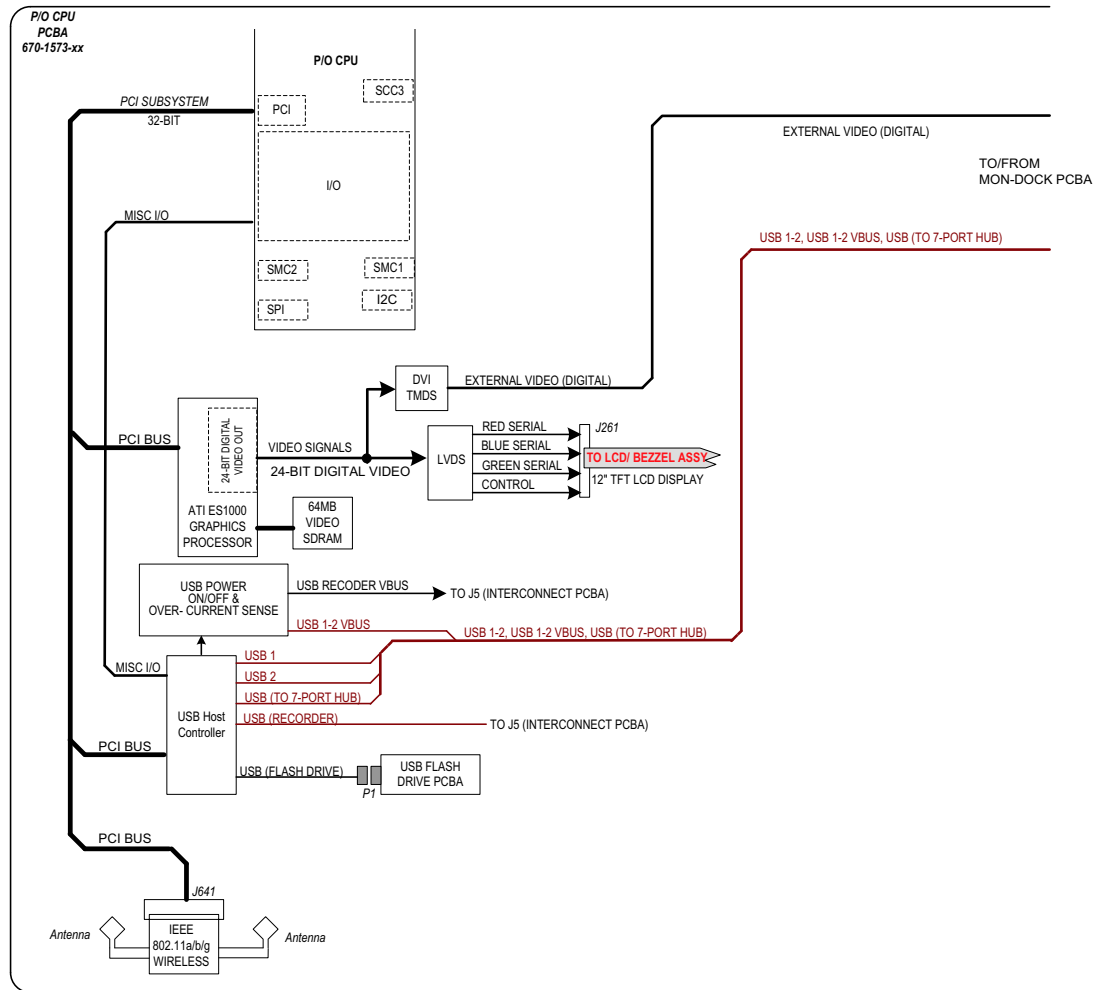 P/O CPU
PCBA
670-1573-xx
P/O CPU
SCC3
PCI SUBSYSTEM
32-BIT
PCI
EXTERNAL VIDEO (DIGITAL)
TO/FROM
MON-DOCK PCBA
I/O
MISC I/O
USB 1-2, USB 1-2 VBUS, USB (TO 7-PORT HUB)
SMC2
SMC1
SPI
I2C
DVI
TMDS
EXTERNAL VIDEO (DIGITAL)
PCI BUS
24-BIT DIGITAL
VIDEO OUT
VIDEO SIGNALS
24-BIT DIGITAL VIDEO
LVDS
RED SERIAL
BLUE SERIAL
GREEN SERIAL
CONTROL
J261
TO LCD/ BEZZEL ASSY
12" TFT LCD DISPLAY
ATI ES1000
GRAPHICS
PROCESSOR
64MB
VIDEO
SDRAM
USB POWER
ON/OFF &
OVER- CURRENT SENSE
USB RECODER VBUS
TO J5 (INTERCONNECT PCBA)
USB 1-2 VBUS
USB 1-2, USB 1-2 VBUS, USB (TO 7-PORT HUB)
MISC I/O
USB 1
USB 2
USB (TO 7-PORT HUB)
USB Host
Controller
USB (RECORDER)
TO J5 (INTERCONNECT PCBA)
PCI BUS
USB (FLASH DRIVE)
P1
USB FLASH
DRIVE PCBA
PCI BUS
J641
Antenna
IEEE
802.11a/b/g
WIRELESS
Antenna